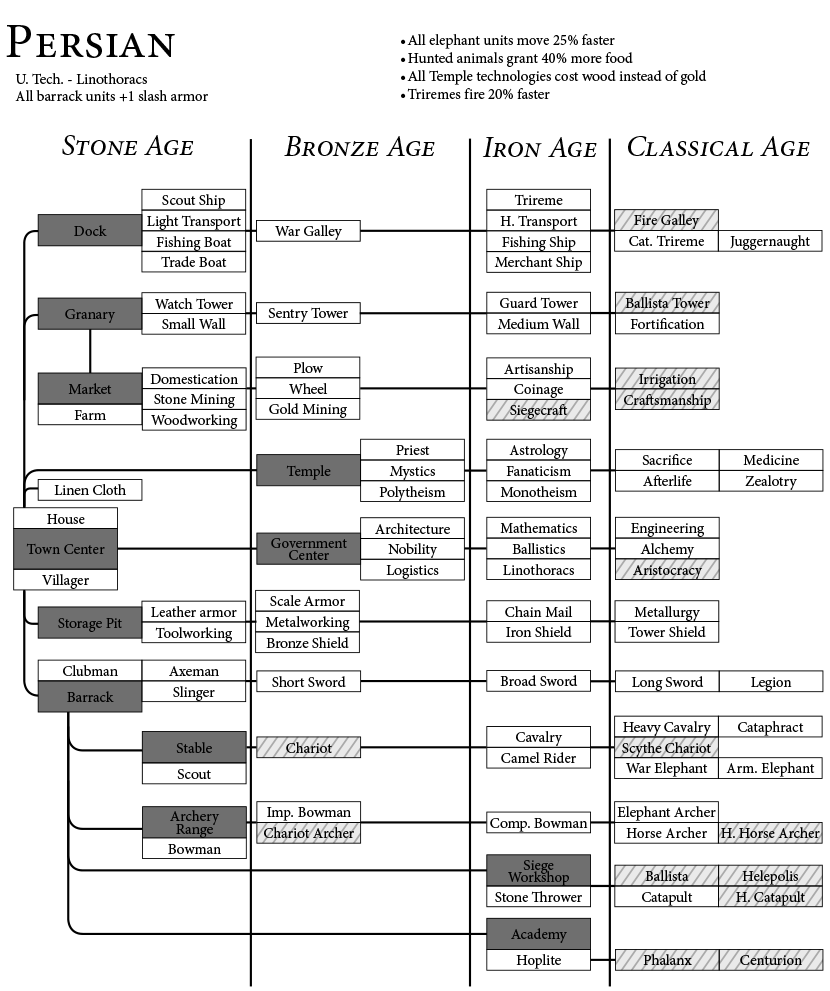 PERSIAN
U. Tech. - Linothoracs
All barrack units +1 slash armor
• All elephant units move 25% faster
• Hunted animals grant 40% more food
• All Temple technologies cost wood instead of gold
• Triremes fire 20% faster
STONE AGE
BRONZE AGE
IRON AGE
CLASSICAL AGE
Dock
Scout Ship
Light Transport
Fishing Boat
Trade Boat
War Galley
Trireme
H. Transport
Fishing Ship
Merchant Ship
Fire Galley
Cat. Trireme
Juggernaught
Granary
Watch Tower
Small Wall
Sentry Tower
Guard Tower
Medium Wall
Ballista Tower
Fortification
Market
Farm
Domestication
Stone Mining
Woodworking
Plow
Wheel
Gold Mining
Artisanship
Coinage
Siegecraft
Irrigation
Craftsmanship
Temple
Priest
Mystics
Polytheism
Astrology
Fanaticism
Monotheism
Sacrifice
Medicine
Afterlife
Zealotry
Linen Cloth
House
Town Center
Villager
Government
Center
Architecture
Nobility
Logistics
Mathematics
Ballistics
Linothoracs
Engineering
Alchemy
Aristocracy
Storage Pit
Leather armor
Toolworking
Scale Armor
Metalworking
Bronze Shield
Chain Mail
Iron Shield
Metallurgy
Tower Shield
Clubman
Barrack
Axeman
Slinger
Short Sword
Broad Sword
Long Sword
Legion
Stable
Scout
Chariot
Cavalry
Camel Rider
Heavy Cavalry
Cataphract
Scythe Chariot
War Elephant
Arm. Elephant
Archery
Range
Bowman
Imp. Bowman
Chariot Archer
Comp. Bowman
Elephant Archer
Horse Archer
H. Horse Archer
Siege
Workshop
Stone Thrower
Ballista
Helepolis
Catapult
H. Catapult
Academy
Hoplite
Phalanx
Centurion